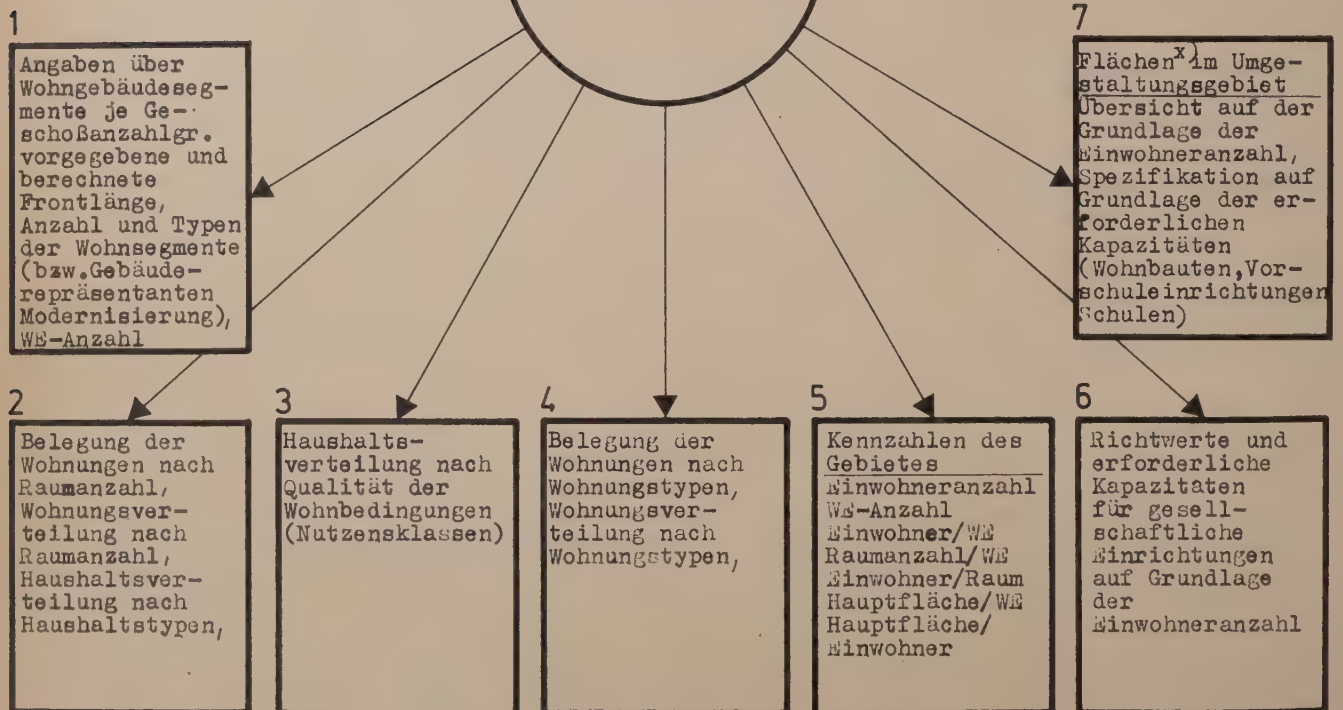 1
Angaben über
Wohngebäudeseg-
mente je Ge-
schoßanzahlgr.
vorgegebene und
berechnete
Frontlänge,
Anzahl und Typen
der Wohnsegmente
(bzw.Gebäude-
repräsentanten
Modernisierung),
WE-Anzahl
7
Flächen x) im Umge-
staltungsgebiet
Übersicht auf der
Grundlage der
Einwohneranzahl,
Spezifikation auf
Grundlage der er-
forderlichen
Kapazitäten
(Wohnbauten,Vor-
schuleinrichtungen
Schulen)
2
Belegung der
Wohnungen nach
Raumanzahl,
Wohnungsver-
teilung nach
Raumanzahl,
Haushaltsver-
teilung nach
Haushaltstypen,
3
Haushalts-
verteilung nach
Qualität der
Wohnbedingungen
(Nutzensklassen)
4
Belegung der
Wohnungen nach
Wohnungstypen,
Wohnungsver-
teilung nach
Wohnungstypen,
5
Kennzahlen des
Gebietes
Einwohneranzahl
WE-Anzahl
Einwohner/WE
Raumanzahl/WE
Einwohner/Raum
Hauptfläche/WE
Hauptfläche/
Einwohner
6
Richtwerte und
erforderliche
Kapazitaten
für gesell-
schaftliche
Einrichtungen
auf Grundlage
der
Einwohneranzahl